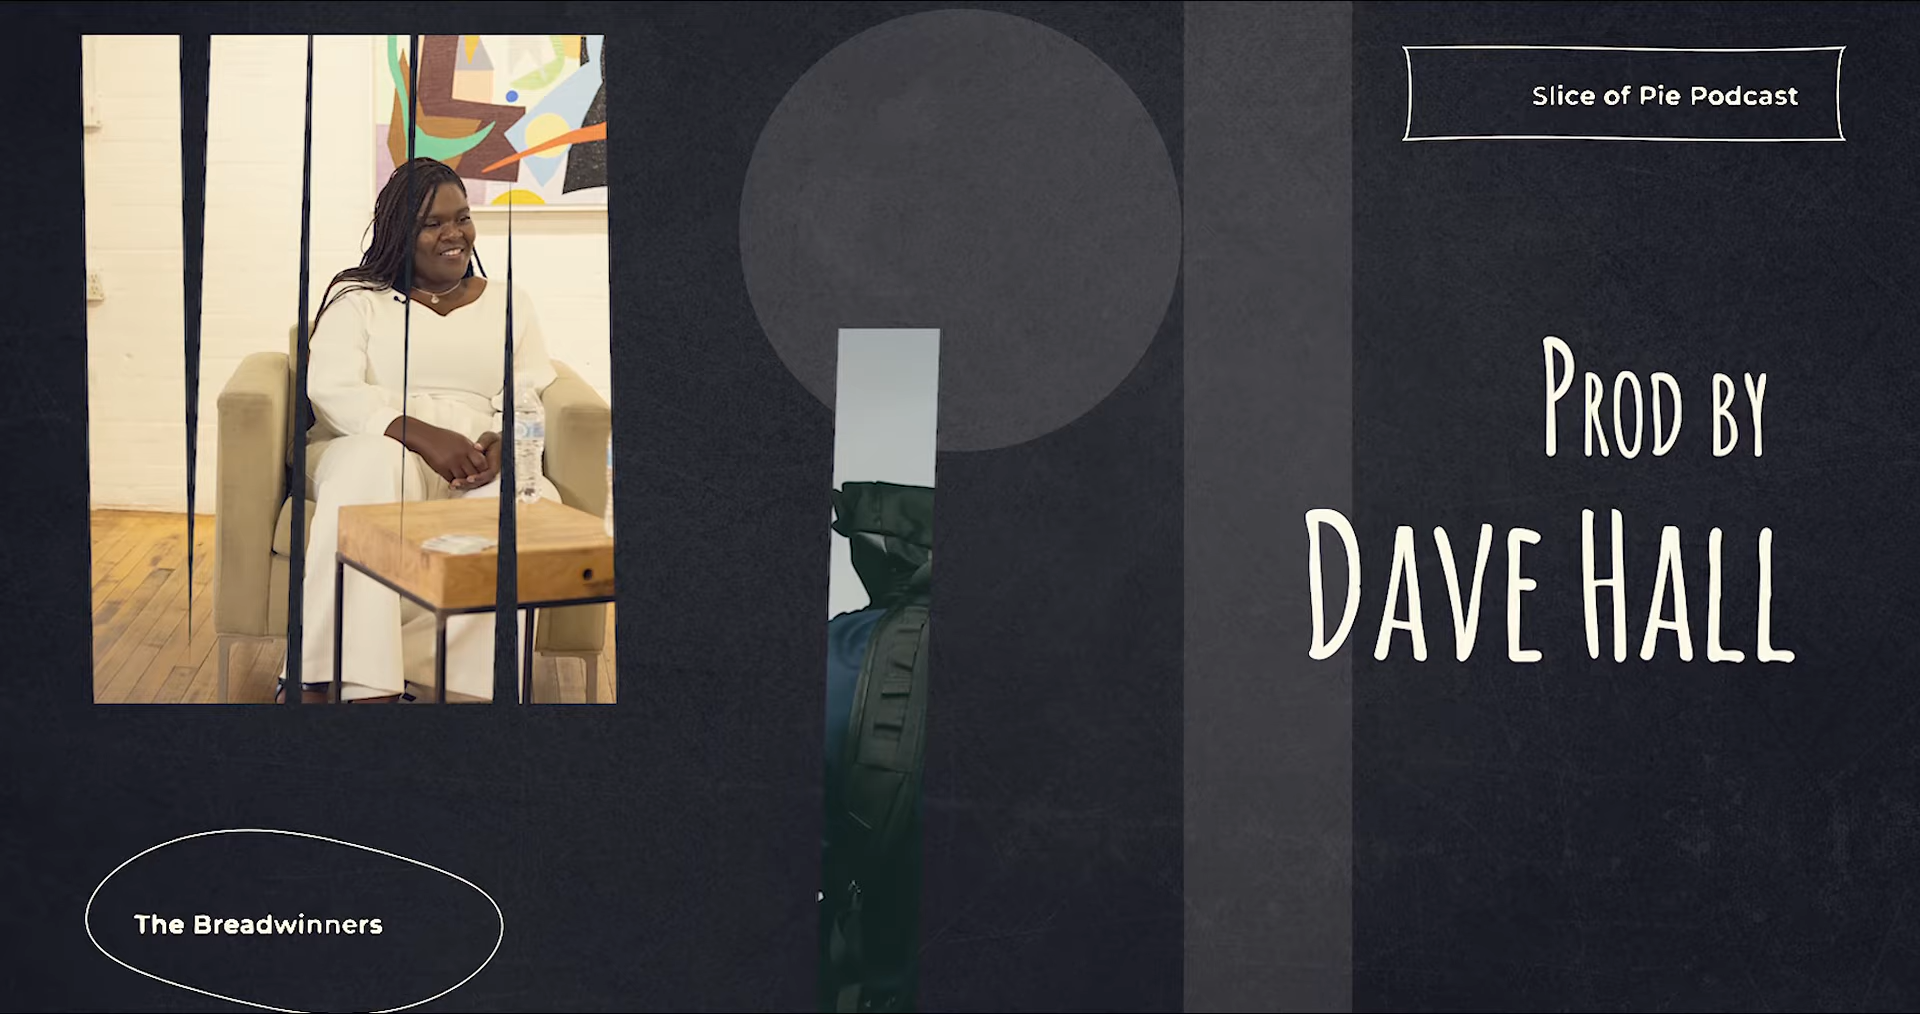 Slice of Pie Podcast
Prod by
Dave Hall
The Breadwinners